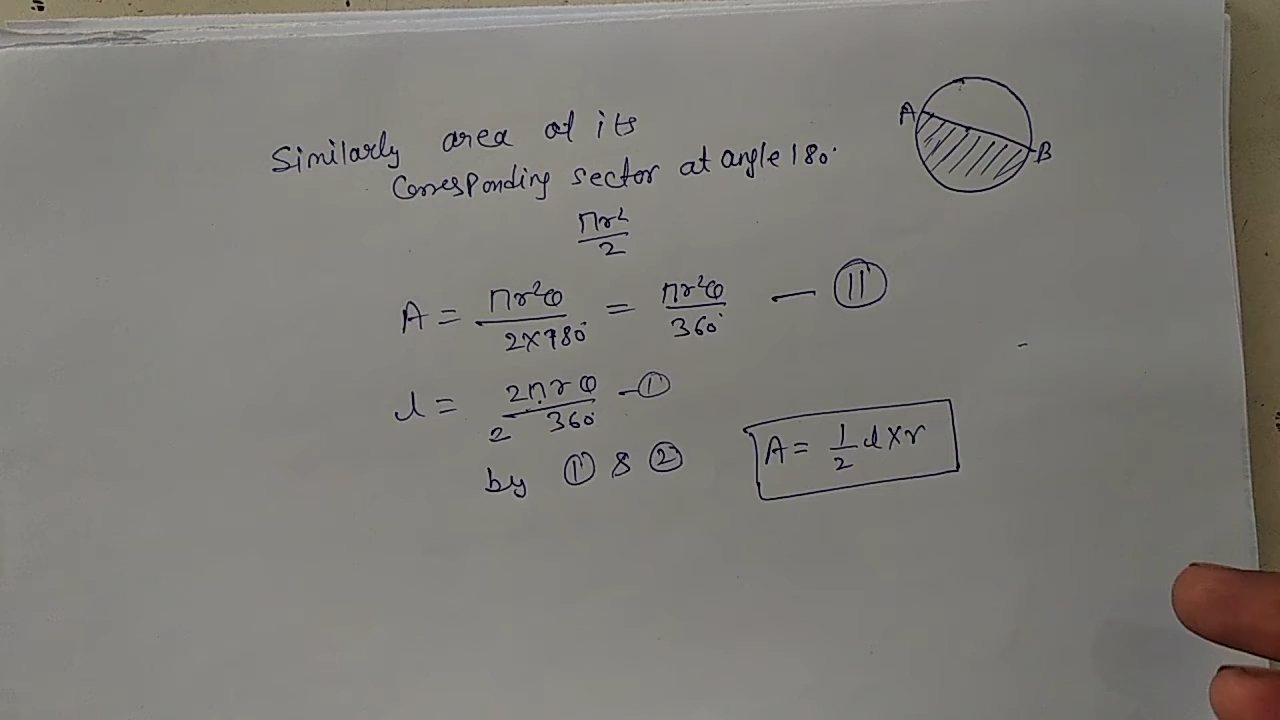 Similarly area of its
Corresponding sector at angle 180°
πr²/2
A = πr²θ/2×180° = πr²θ/360° — (11)
l = 2πrθ/2 360° — (1)
by (1) & (2)
A = 1/2 l×r
A
B